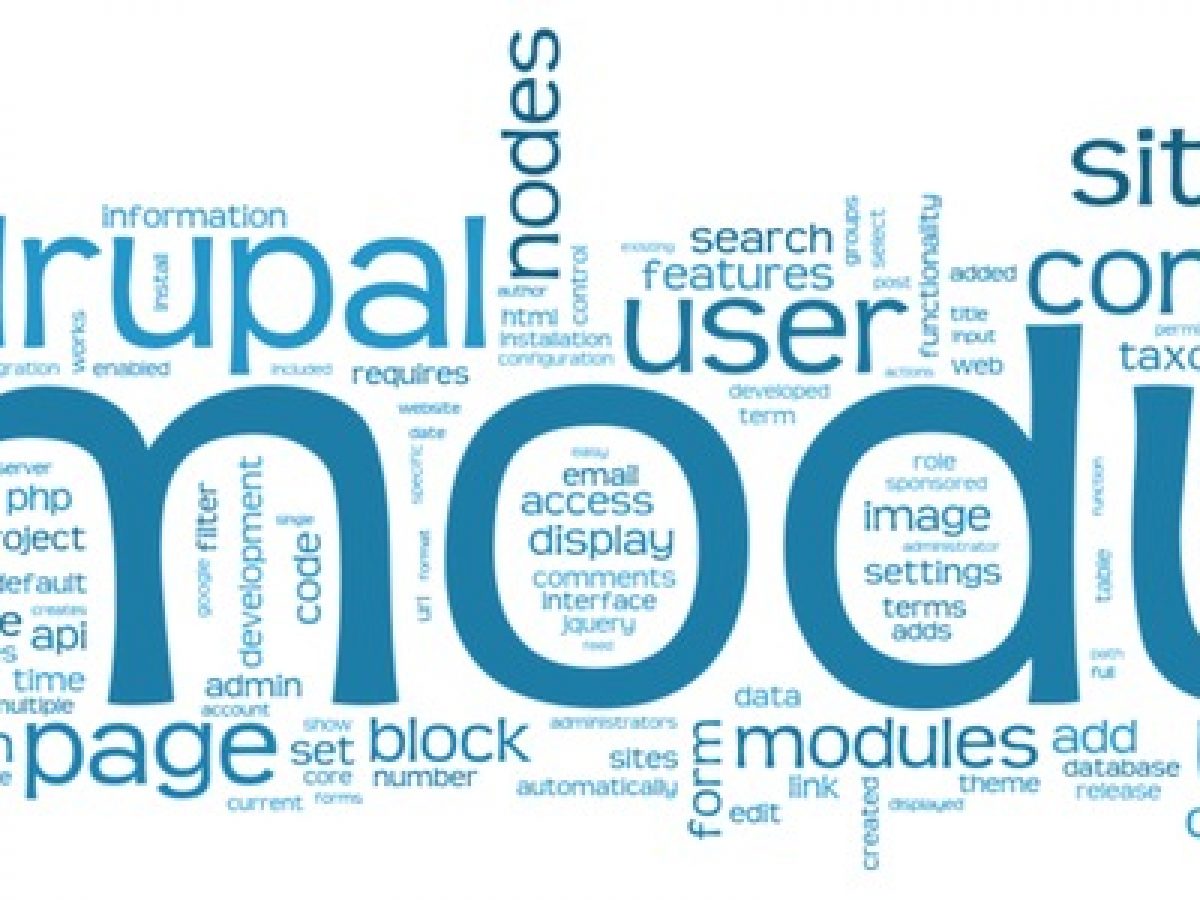 nodes
sit
information
drupal
install
works
gration
enabled
included
requires
author
control
html
installation
configuration
existing
search
features
user
groups
select
post
functionality
added
title
input
web
actions
con
perm
taxo
developed
term
modu
website
date
specific
format
url
server
php
roject
default
creates
e
api
s
time
multiple
filter
google
development
single
code
admin
account
easy
email
access
display
comments
interface
jquery
role
sponsored
image
administrator
settings
terms
adds
function
table
path
full
n
page
e
show
set
core
current
forms
block
number
administrators
sites
automatically
data
form
modules
link
edit
created
displayed
theme
add
database
release